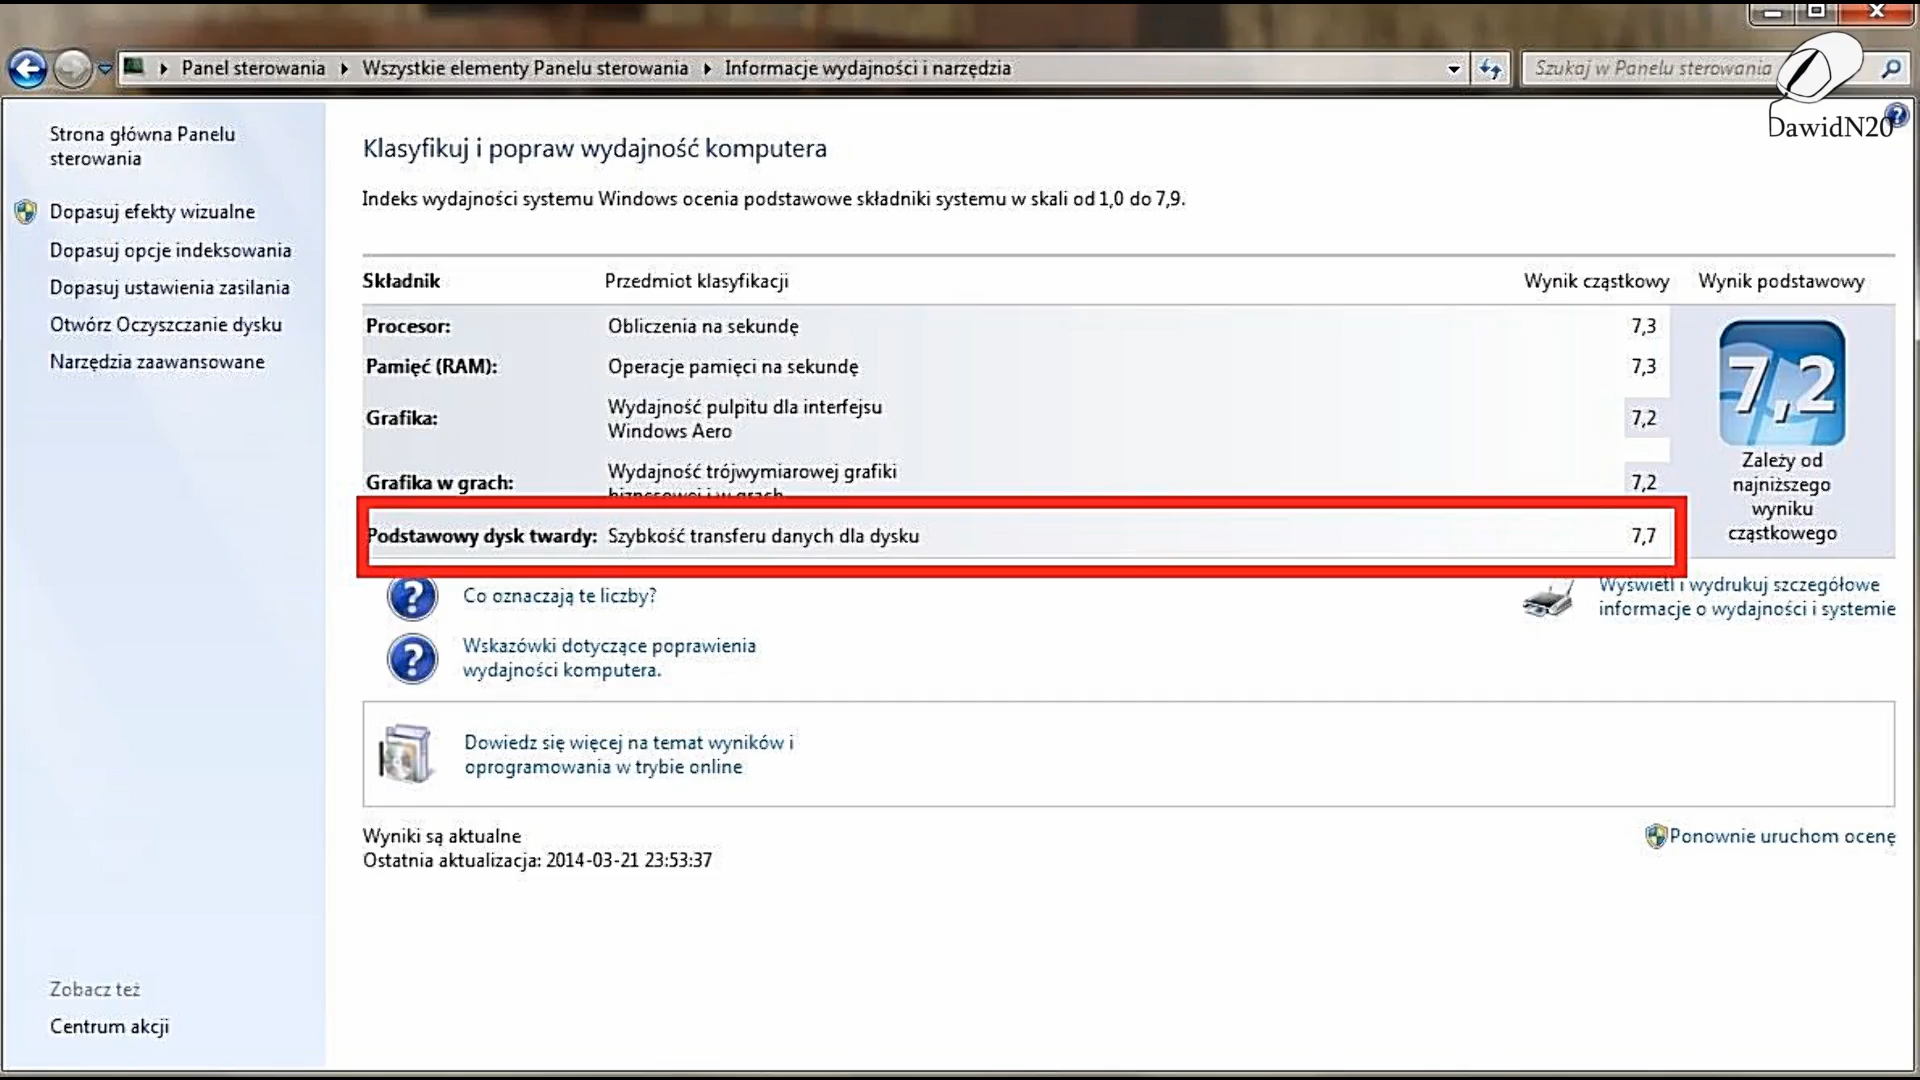 Panel sterowania Wszystkie elementy Panelu sterowania Informacje wydajności i narzędzia
Szukaj w Panelu sterowania
DawidN20
Strona główna Panelu
sterowania
Dopasuj efekty wizualne
Dopasuj opcje indeksowania
Dopasuj ustawienia zasilania
Otwórz Oczyszczanie dysku
Narzędzia zaawansowane
Zobacz też
Centrum akcji
Klasyfikuj i popraw wydajność komputera
Indeks wydajności systemu Windows ocenia podstawowe składniki systemu w skali od 1,0 do 7,9.
Składnik Przedmiot klasyfikacji Wynik cząstkowy Wynik podstawowy
Procesor: Obliczenia na sekundę 7,3
Pamięć (RAM): Operacje pamięci na sekundę 7,3
Grafika: Wydajność pulpitu dla interfejsu
Windows Aero 7,2
Grafika w grach: Wydajność trójwymiarowej grafiki
biznesowej i w grach 7,2
Podstawowy dysk twardy: Szybkość transferu danych dla dysku 7,7
7,2
Zależy od
najniższego
wyniku
cząstkowego
Co oznaczają te liczby?
Wskazówki dotyczące poprawienia
wydajności komputera.
Wyświetl i wydrukuj szczegółowe
informacje o wydajności i systemie
Dowiedz się więcej na temat wyników i
oprogramowania w trybie online
Wyniki są aktualne
Ostatnia aktualizacja: 2014-03-21 23:53:37
Ponownie uruchom ocenę